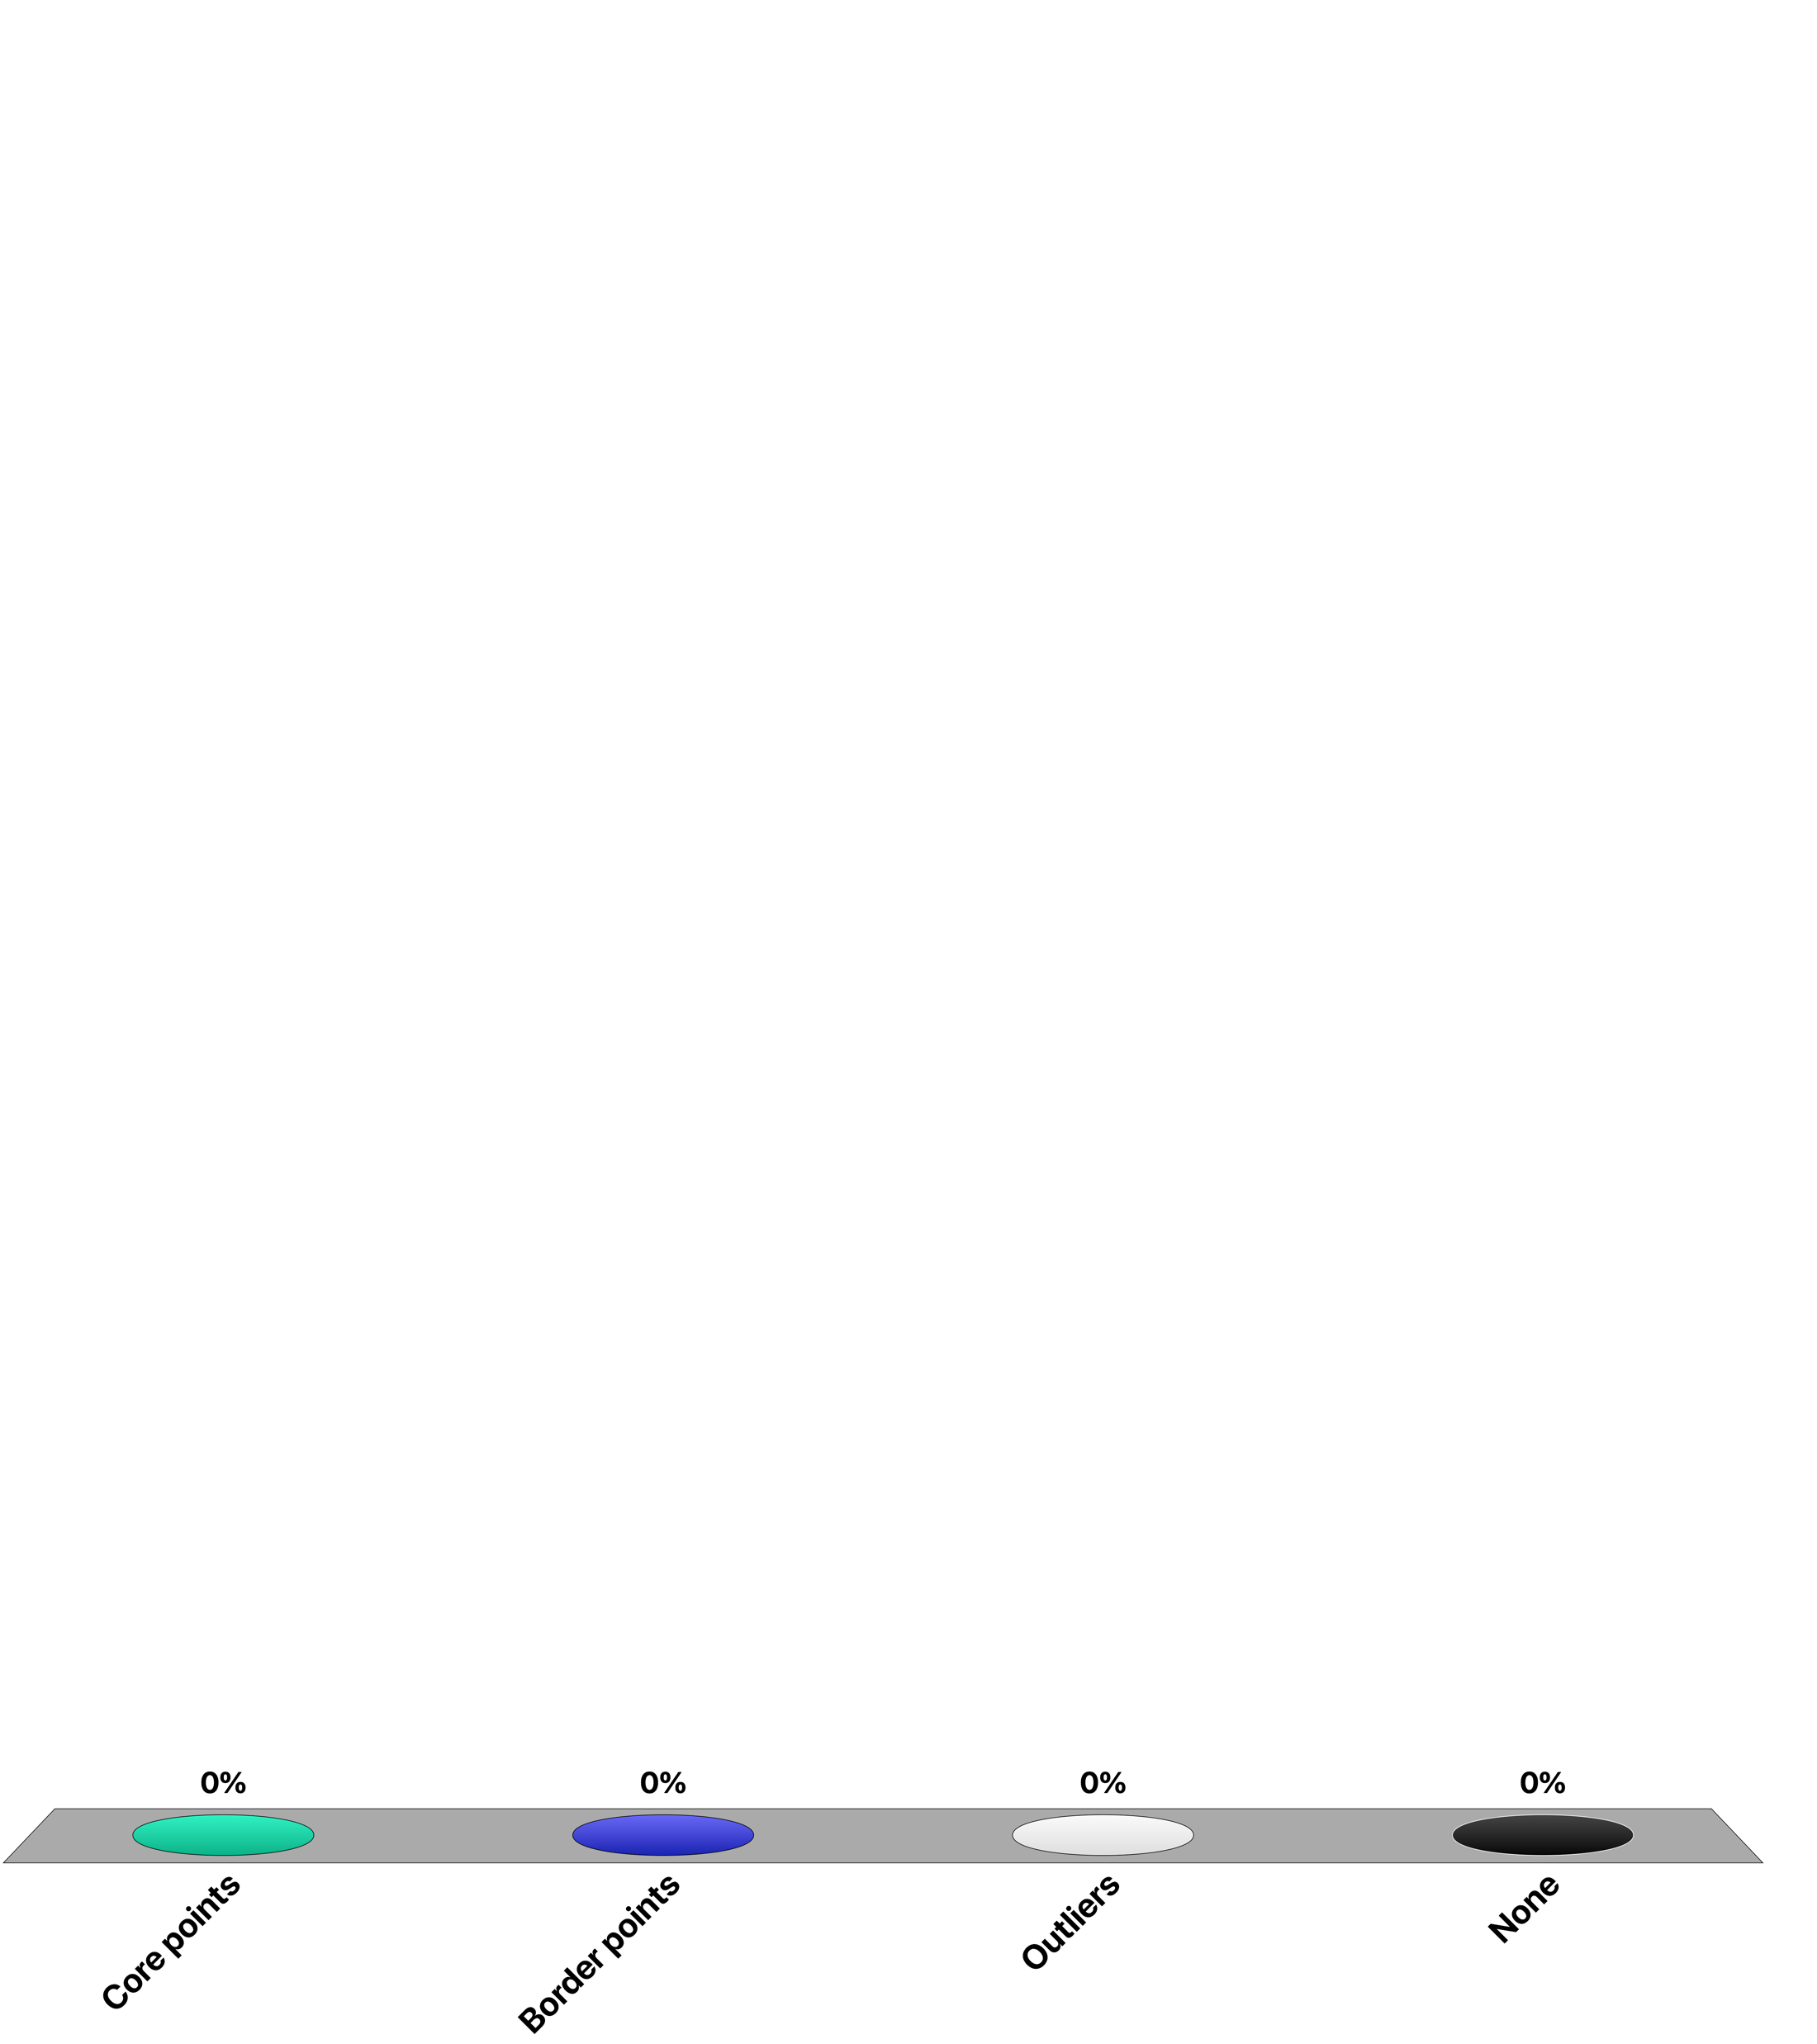 0% 0% 0% 0%
Core points
Border points
Outliers
None